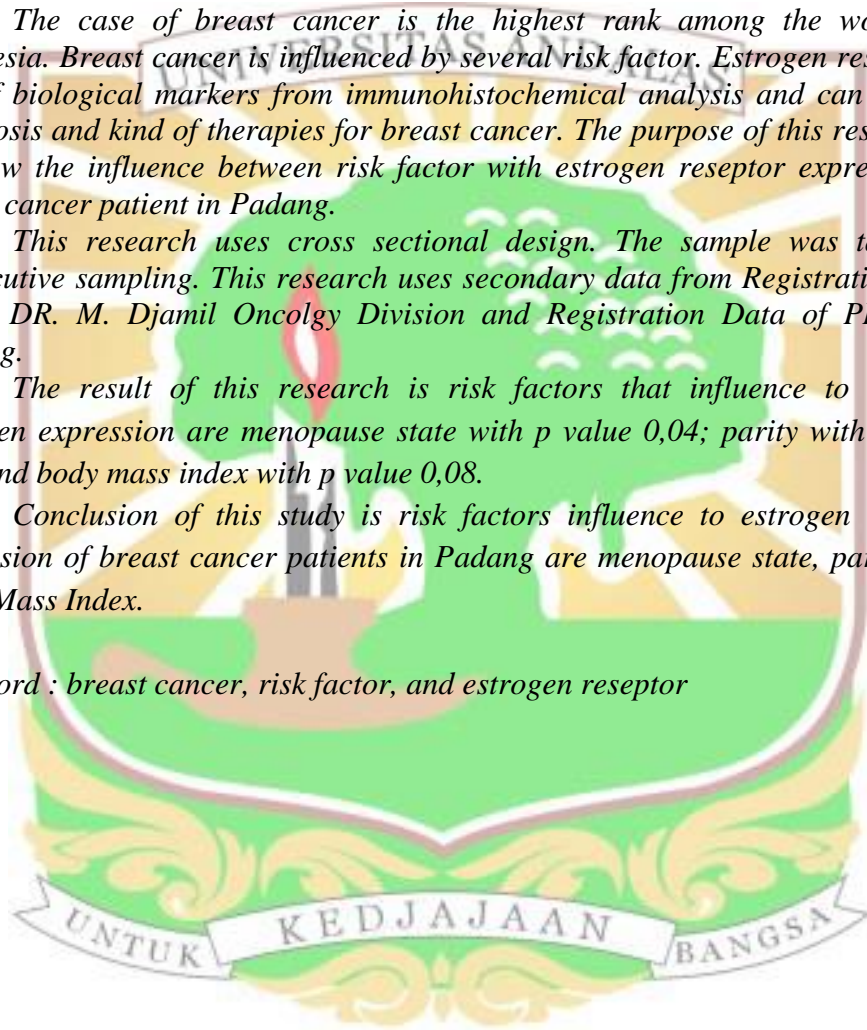 The case of breast cancer is the highest rank among the
esia. Breast cancer is influenced by several risk factor. Estrogen
biological markers from immunohistochemical analysis and can
osis and kind of therapies for breast cancer. The purpose of this
w the influence between risk factor with estrogen reseptor
cancer patient in Padang.
This research uses cross sectional design. The sample was
cutive sampling. This research uses secondary data from
DR. M. Djamil Oncolgy Division and Registration Data of
g.
The result of this research is risk factors that influence to
en expression are menopause state with p value 0,04; parity with
nd body mass index with p value 0,08.
Conclusion of this study is risk factors influence to estrogen
sion of breast cancer patients in Padang are menopause state,
Mass Index.
ord : breast cancer, risk factor, and estrogen reseptor
UNIVERSITAS ANDALAS
UNTUK KEDJAJAAN BANGSA